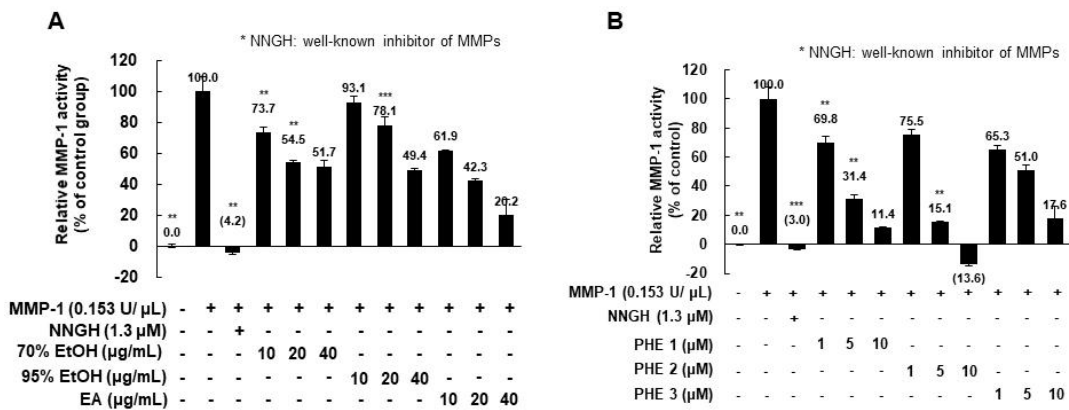 A
* NNGH: well-known inhibitor of MMPs
Relative MMP-1 activity
(% of control group)
120
100
80
60
40
20
0
-20
** 0.0
100.0
** (4.2)
** 73.7
** 54.5
51.7
93.1
*** 78.1
49.4
61.9
42.3
20.2
MMP-1 (0.153 U/ µL) - + + + + + + + + + + +
NNGH (1.3 µM) - - + - - - - - - - - -
70% EtOH (µg/mL) - - - 10 20 40 - - - - - -
95% EtOH (µg/mL) - - - - - - 10 20 40 - - -
EA (µg/mL) - - - - - - - - - 10 20 40
B
* NNGH: well-known inhibitor of MMPs
Relative MMP-1 activity
(% of control)
120
100
80
60
40
20
0
-20
** 0.0
100.0
*** (3.0)
** 69.8
** 31.4
11.4
75.5
** 15.1
(13.6)
65.3
51.0
17.6
MMP-1 (0.153 U/ µL) - + + + + + + + + + + +
NNGH (1.3 µM) - - + - - - - - - - - -
PHE 1 (µM) - - - 1 5 10 - - - - - -
PHE 2 (µM) - - - - - - 1 5 10 - - -
PHE 3 (µM) - - - - - - - - - 1 5 10